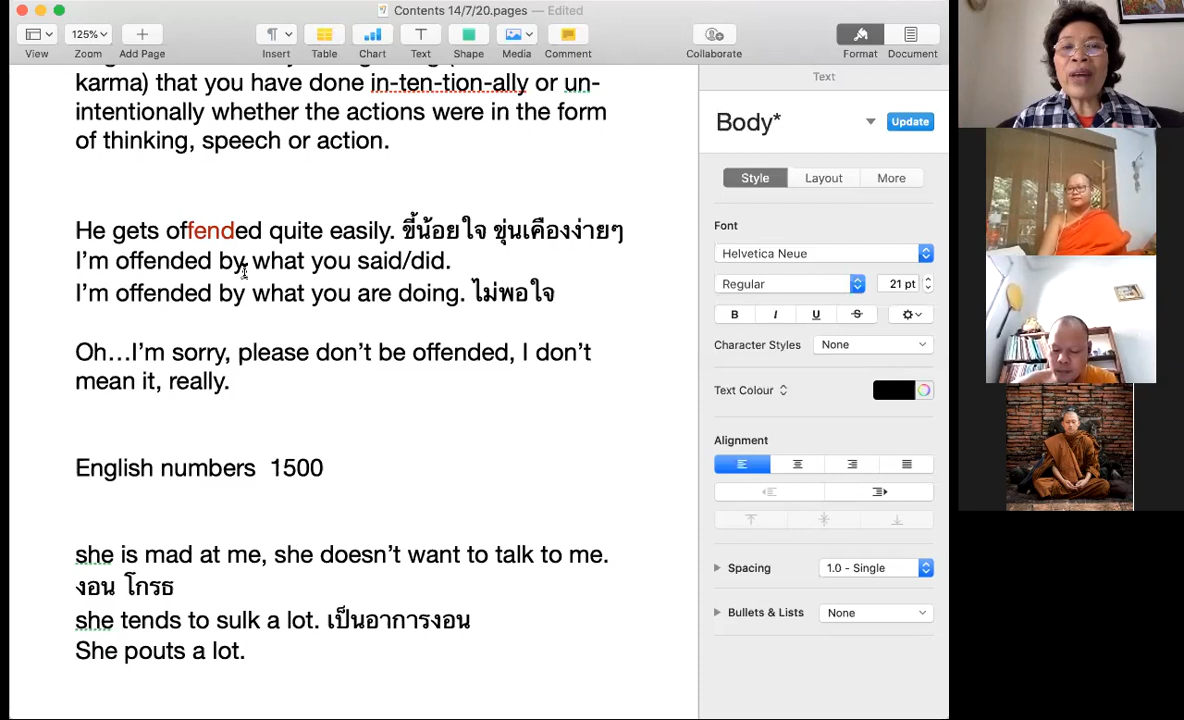 Contents 14/7/20.pages — Edited
View
125%
Zoom
Add Page
Insert
Table
Chart
Text
Shape
Media
Comment
Collaborate
Format
Document
karma) that you have done in-ten-tion-ally or un-
intentionally whether the actions were in the form
of thinking, speech or action.
He gets offended quite easily. ขี้น้อยใจ ขุ่นเคืองง่ายๆ
I’m offended by what you said/did.
I’m offended by what you are doing. ไม่พอใจ
Oh…I’m sorry, please don’t be offended, I don’t
mean it, really.
English numbers 1500
she is mad at me, she doesn’t want to talk to me.
งอน โกรธ
she tends to sulk a lot. เป็นอาการงอน
She pouts a lot.
Text
Body*
Update
Style
Layout
More
Font
Helvetica Neue
Regular
21 pt
B I U S
Character Styles
None
Text Colour
Alignment
Spacing
1.0 - Single
Bullets & Lists
None